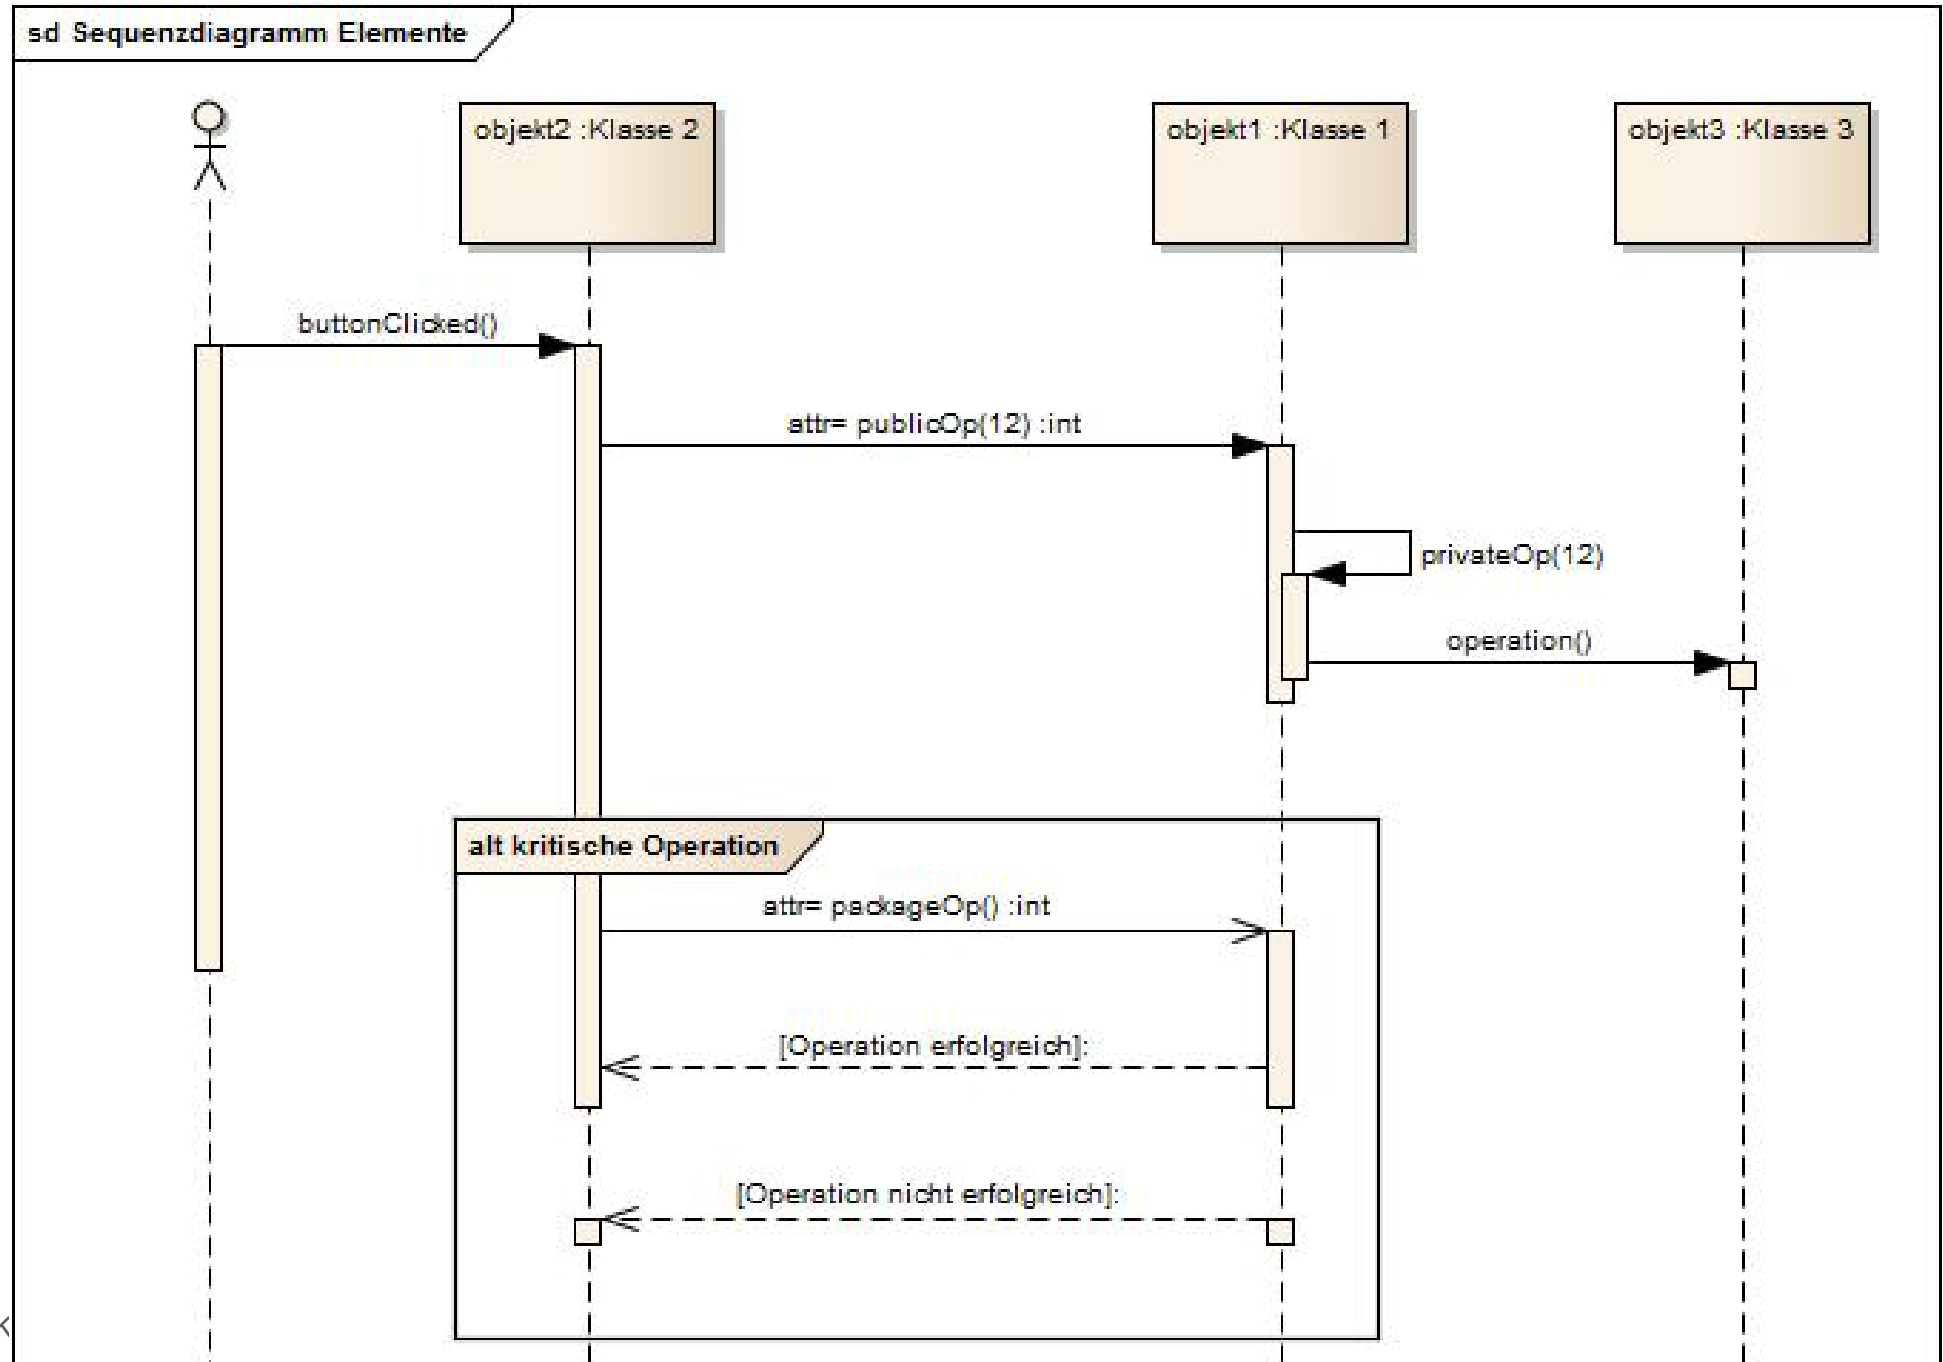 sd Sequenzdiagramm Elemente
objekt2 :Klasse 2
objekt1 :Klasse 1
objekt3 :Klasse 3
buttonClicked()
attr= publicOp(12) :int
privateOp(12)
operation()
alt kritische Operation
attr= packageOp() :int
[Operation erfolgreich]:
[Operation nicht erfolgreich]: